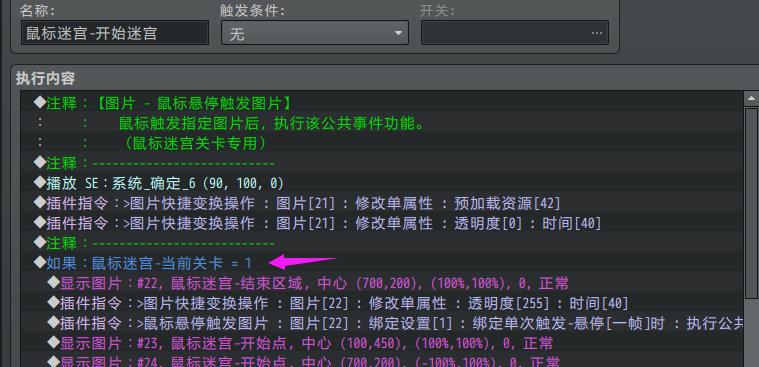 名称:
触发条件:
开关:
鼠标迷宫-开始迷宫
无
...
执行内容
◆注释：【图片 - 鼠标悬停触发图片】
：　：　鼠标触发指定图片后，执行该公共事件功能。
：　：　（鼠标迷宫关卡专用）
◆注释：--------------------------
◆播放 SE：系统_确定_6 (90, 100, 0)
◆插件指令：>图片快捷变换操作 : 图片[21] : 修改单属性 : 预加载资源[42]
◆插件指令：>图片快捷变换操作 : 图片[21] : 修改单属性 : 透明度[0] : 时间[40]
◆注释：--------------------------
◆如果：鼠标迷宫-当前关卡 = 1
◆显示图片：#22, 鼠标迷宫-结束区域, 中心 (700,200), (100%,100%), 0, 正常
◆插件指令：>图片快捷变换操作 : 图片[22] : 修改单属性 : 透明度[255] : 时间[40]
◆插件指令：>鼠标悬停触发图片 : 图片[22] : 绑定设置[1] : 绑定单次触发-悬停[一帧]时 : 执行公共
◆显示图片：#23, 鼠标迷宫-开始点, 中心 (100,450), (100%,100%), 0, 正常
◆显示图片：#24, 鼠标迷宫-开始点, 中心 (700,200), (-100%,100%), 0, 正常